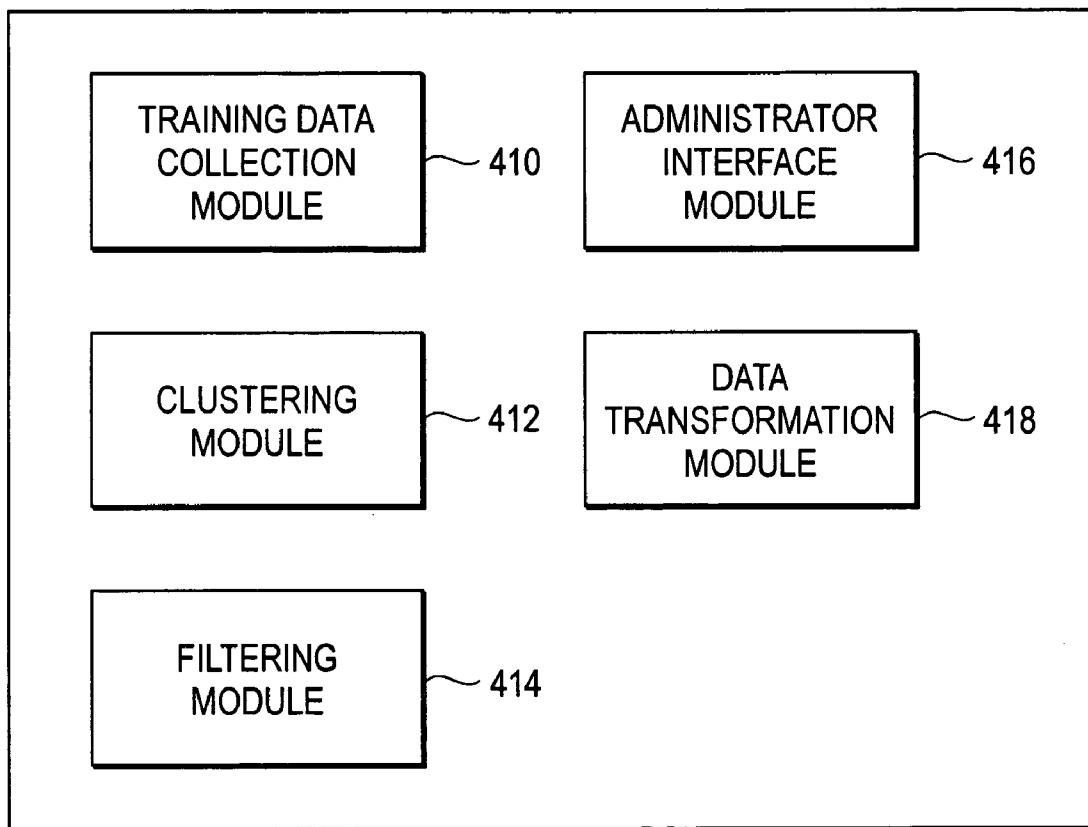 TRAINING DATA
COLLECTION
MODULE
410
ADMINISTRATOR
INTERFACE
MODULE
416
CLUSTERING
MODULE
412
DATA
TRANSFORMATION
MODULE
418
FILTERING
MODULE
414